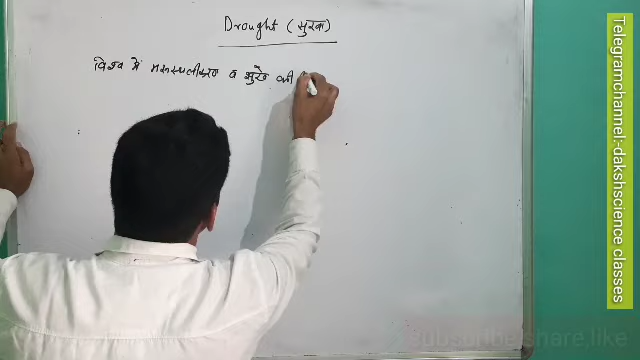 Drought (सुखा)
विश्व में मरुस्थलीकरण व सुखे की
Telegramchannel:-dakshscience classes
subscribe,share,like